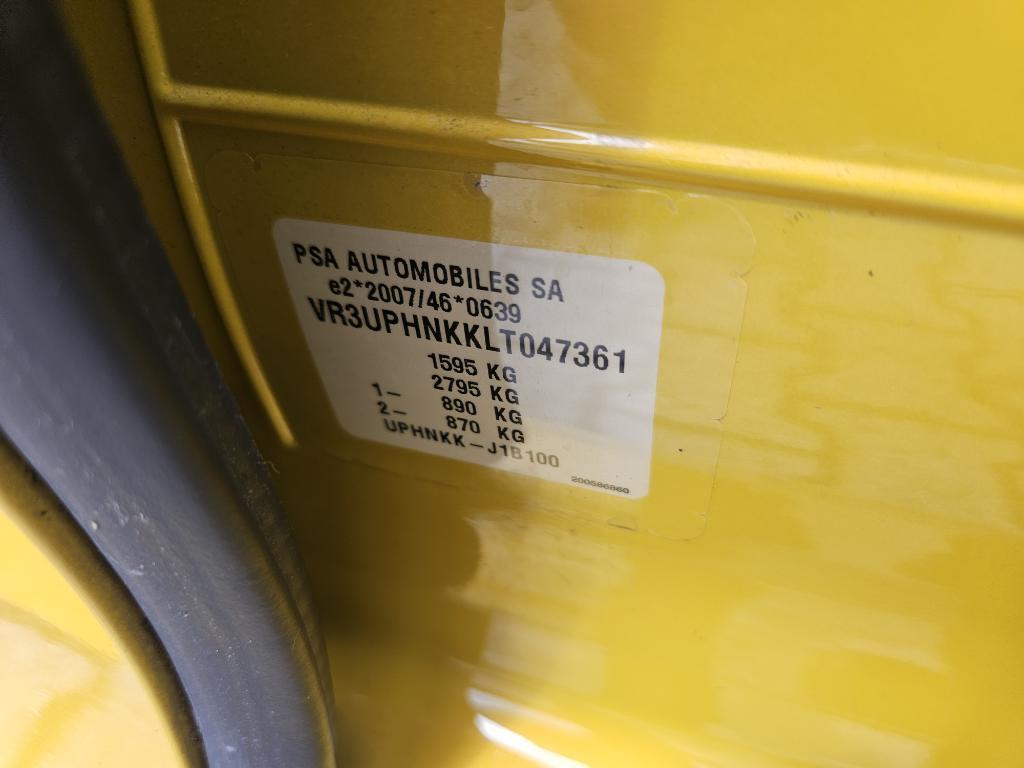 PSA AUTOMOBILES SA
e2*2007/46*0639
VR3UPHNKKLT047361
1595 KG
2795 KG
1- 890 KG
2- 870 KG
UPHNKK-J1B100
200586860